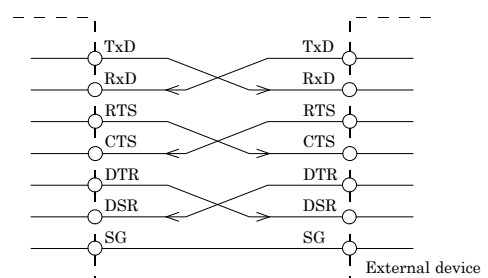 TxD TxD
RxD RxD
RTS RTS
CTS CTS
DTR DTR
DSR DSR
SG SG
External device